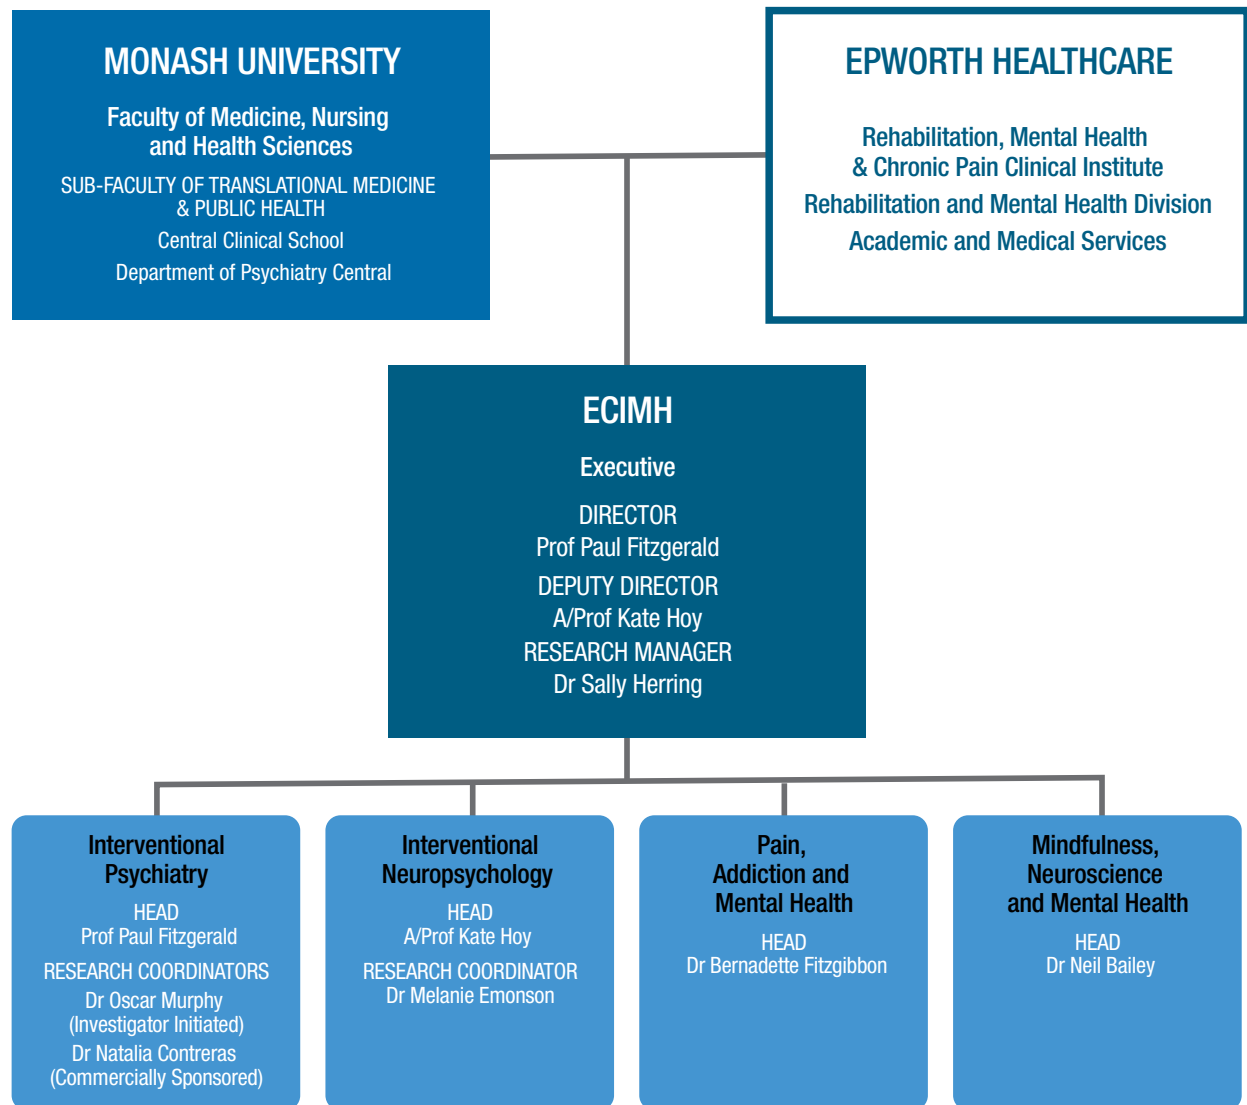 MONASH UNIVERSITY
Faculty of Medicine, Nursing
and Health Sciences
SUB-FACULTY OF TRANSLATIONAL MEDICINE
& PUBLIC HEALTH
Central Clinical School
Department of Psychiatry Central
EPWORTH HEALTHCARE
Rehabilitation, Mental Health
& Chronic Pain Clinical Institute
Rehabilitation and Mental Health Division
Academic and Medical Services
ECIMH
Executive
DIRECTOR
Prof Paul Fitzgerald
DEPUTY DIRECTOR
A/Prof Kate Hoy
RESEARCH MANAGER
Dr Sally Herring
Interventional
Psychiatry
HEAD
Prof Paul Fitzgerald
RESEARCH COORDINATORS
Dr Oscar Murphy
(Investigator Initiated)
Dr Natalia Contreras
(Commercially Sponsored)
Interventional
Neuropsychology
HEAD
A/Prof Kate Hoy
RESEARCH COORDINATOR
Dr Melanie Emonson
Pain,
Addiction and
Mental Health
HEAD
Dr Bernadette Fitzgibbon
Mindfulness,
Neuroscience
and Mental Health
HEAD
Dr Neil Bailey